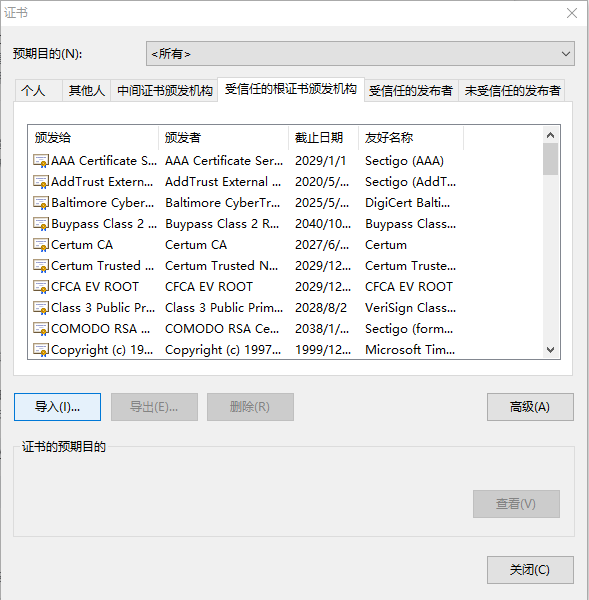 证书
预期目的(N): <所有>
个人 其他人 中间证书颁发机构 受信任的根证书颁发机构 受信任的发布者 未受信任的发布者
颁发给 颁发者 截止日期 友好名称
AAA Certificate S... AAA Certificate Ser... 2029/1/1 Sectigo (AAA)
AddTrust Extern... AddTrust External ... 2020/5/... Sectigo (AddT...
Baltimore Cyber... Baltimore CyberTr... 2025/5/... DigiCert Balti...
Buypass Class 2 ... Buypass Class 2 R... 2040/10... Buypass Class...
Certum CA Certum CA 2027/6/... Certum
Certum Trusted ... Certum Trusted N... 2029/12... Certum Truste...
CFCA EV ROOT CFCA EV ROOT 2029/12... CFCA EV ROOT
Class 3 Public Pr... Class 3 Public Prim... 2028/8/2 VeriSign Class...
COMODO RSA ... COMODO RSA Ce... 2038/1/... Sectigo (form...
Copyright (c) 19... Copyright (c) 1997... 1999/12... Microsoft Tim...
导入(I)... 导出(E)... 删除(R) 高级(A)
证书的预期目的
查看(V)
关闭(C)